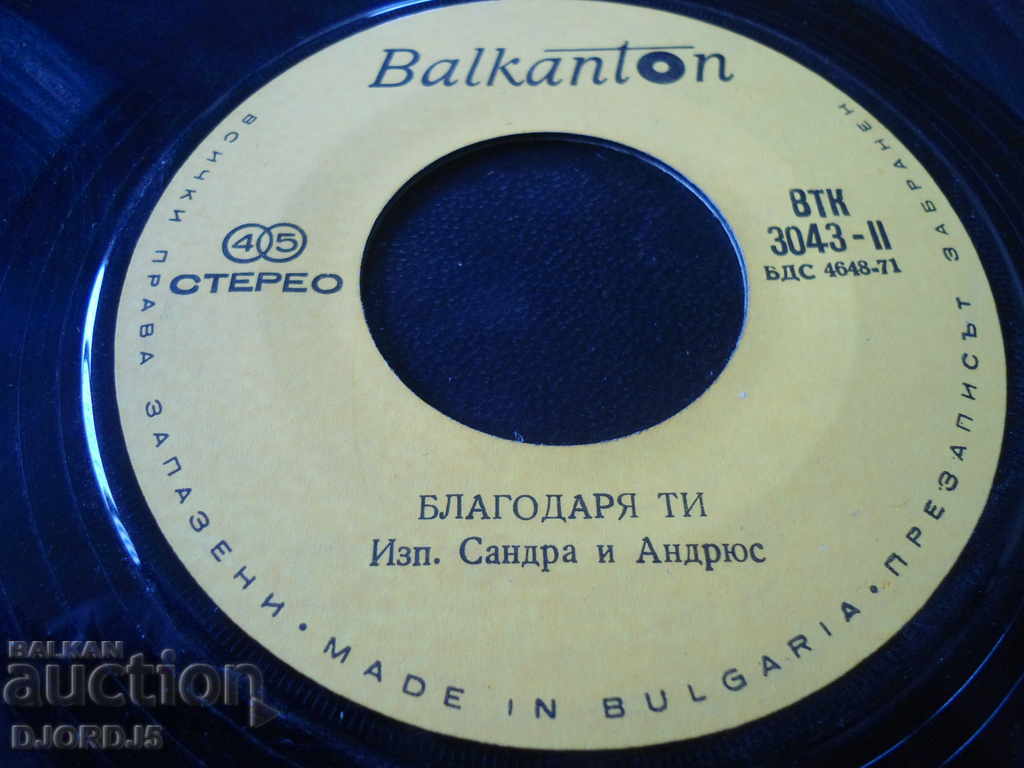 Balkanton
ВСИЧКИ ПРАВА ЗАПАЗЕНИ • MADE IN BULGARIA • ПРЕЗАПИСЪТ ЗАБРАНЕН
45
СТЕРЕО
ВТК
3043-II
БДС 4648-71
БЛАГОДАРЯ ТИ
Изп. Сандра и Андрюс
BALKAN
auction
DJORDJ5